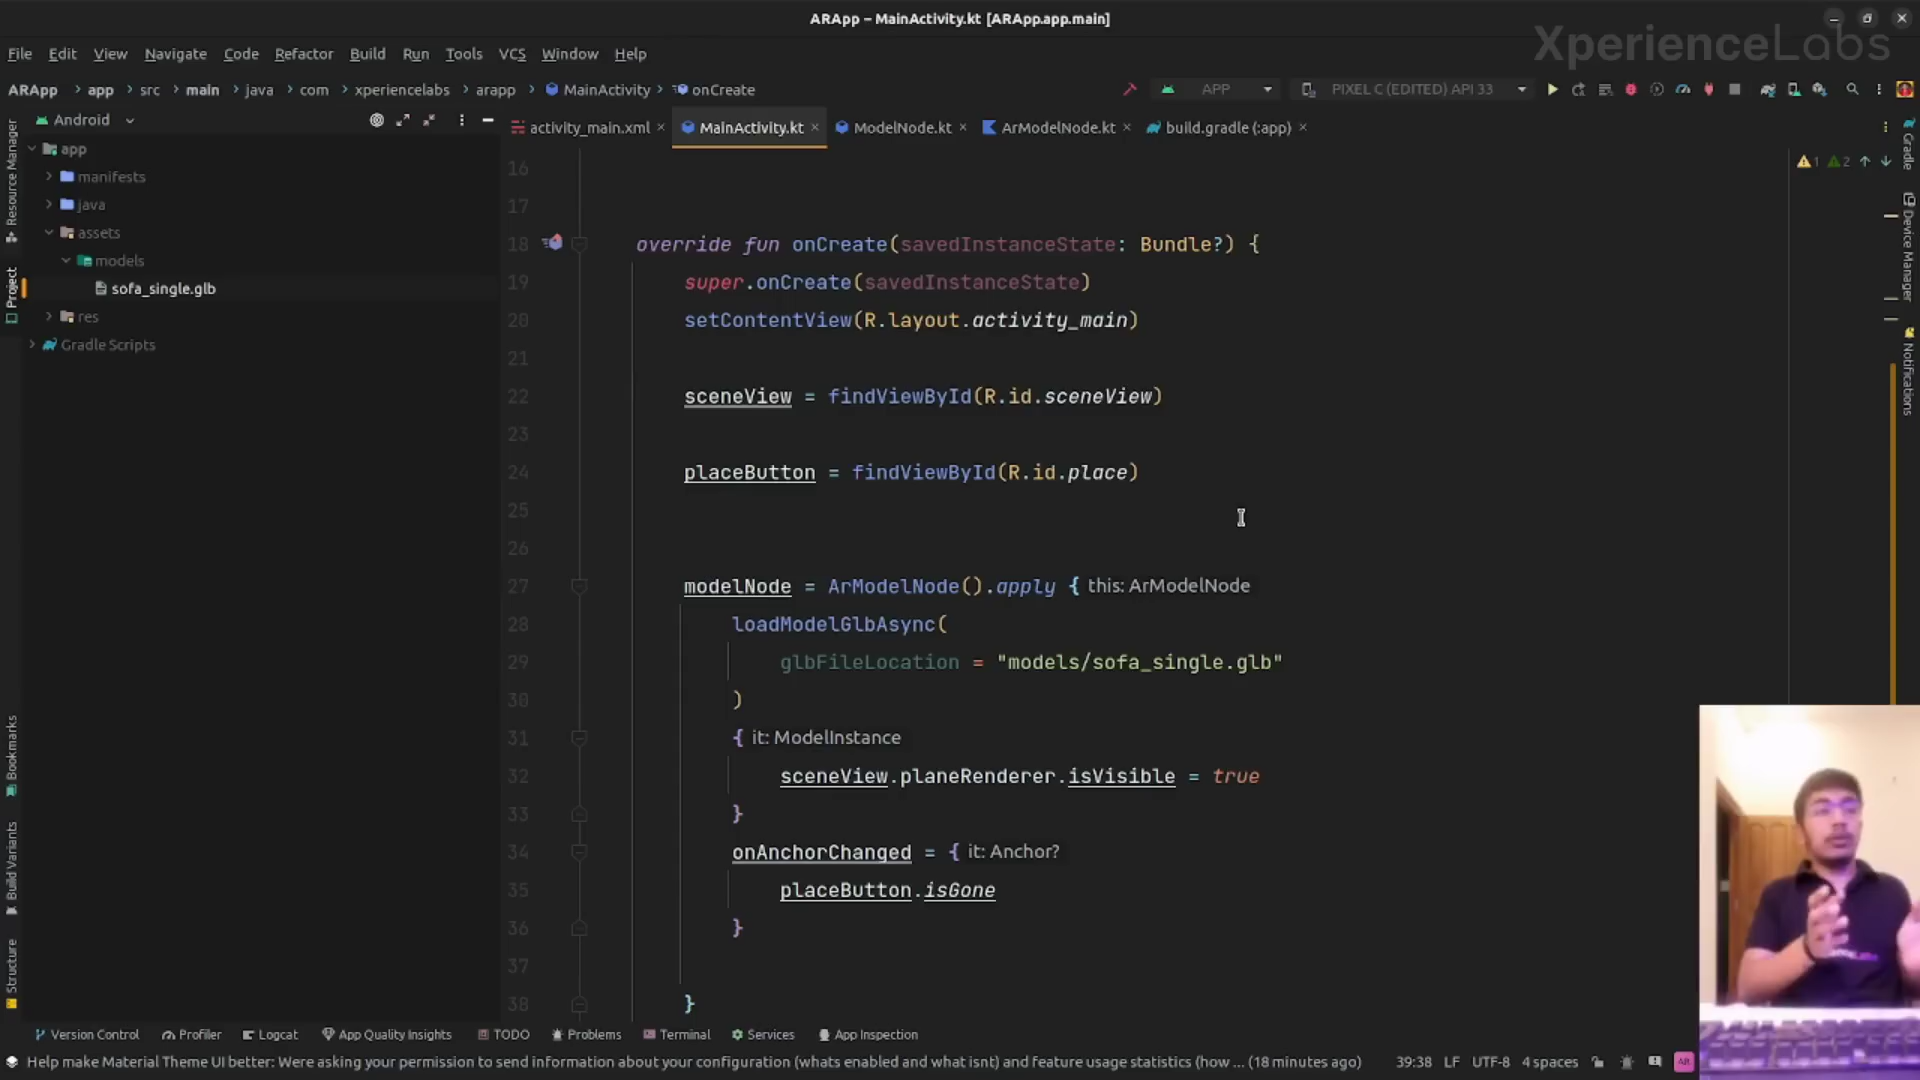 ARApp – MainActivity.kt [ARApp.app.main]
XperienceLabs
File Edit View Navigate Code Refactor Build Run Tools VCS Window Help
ARApp app src main java com xperiencelabs arapp MainActivity onCreate
APP PIXEL C (EDITED) API 33
Android
activity_main.xml MainActivity.kt ModelNode.kt ArModelNode.kt build.gradle (:app)
Resource Manager
Project
Bookmarks
Build Variants
Structure
app
manifests
java
assets
models
sofa_single.glb
res
Gradle Scripts
1 2
16
17
18 override fun onCreate(savedInstanceState: Bundle?) {
19 super.onCreate(savedInstanceState)
20 setContentView(R.layout.activity_main)
21
22 sceneView = findViewById(R.id.sceneView)
23
24 placeButton = findViewById(R.id.place)
25
26
27 modelNode = ArModelNode().apply { this: ArModelNode
28 loadModelGlbAsync(
29 glbFileLocation = "models/sofa_single.glb"
30 )
31 { it: ModelInstance
32 sceneView.planeRenderer.isVisible = true
33 }
34 onAnchorChanged = { it: Anchor?
35 placeButton.isGone
36 }
37
38 }
Gradle
Device Manager
Notifications
Version Control Profiler Logcat App Quality Insights TODO Problems Terminal Services App Inspection
Help make Material Theme UI better: Were asking your permission to send information about your configuration (whats enabled and what isnt) and feature usage statistics (how ... (18 minutes ago) 39:38 LF UTF-8 4 spaces